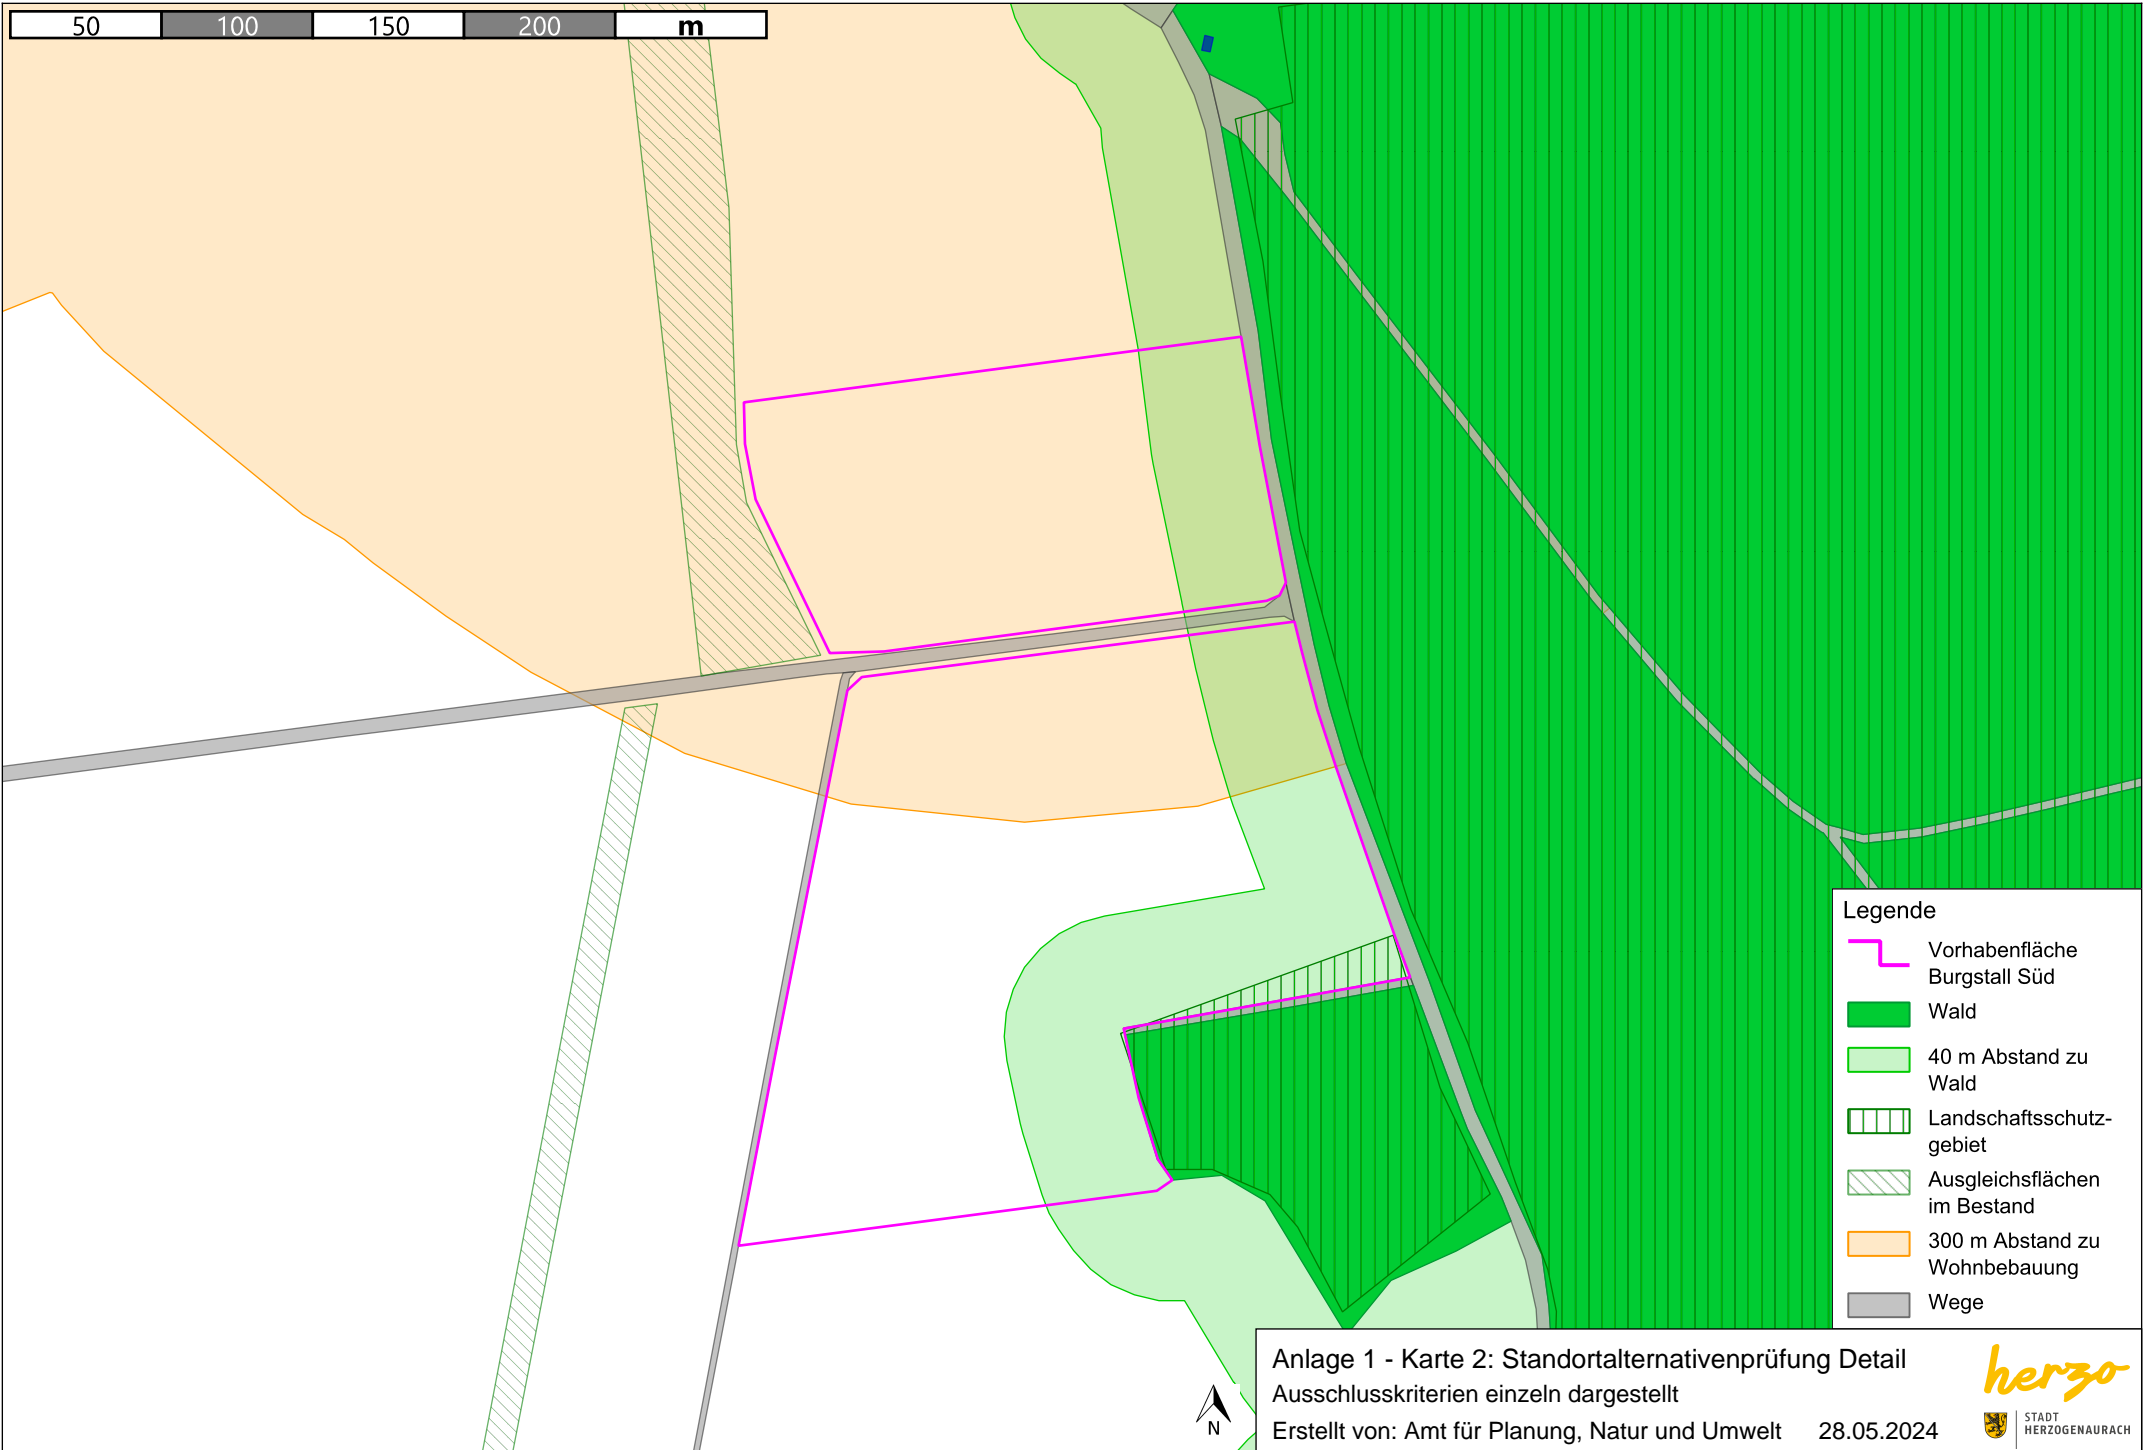 50 100 150 200 m
Legende
Vorhabenfläche
Burgstall Süd
Wald
40 m Abstand zu
Wald
Landschaftsschutz-
gebiet
Ausgleichsflächen
im Bestand
300 m Abstand zu
Wohnbebauung
Wege
N
Anlage 1 - Karte 2: Standortalternativenprüfung Detail
Ausschlusskriterien einzeln dargestellt
Erstellt von: Amt für Planung, Natur und Umwelt 28.05.2024
herzo
STADT
HERZOGENAURACH